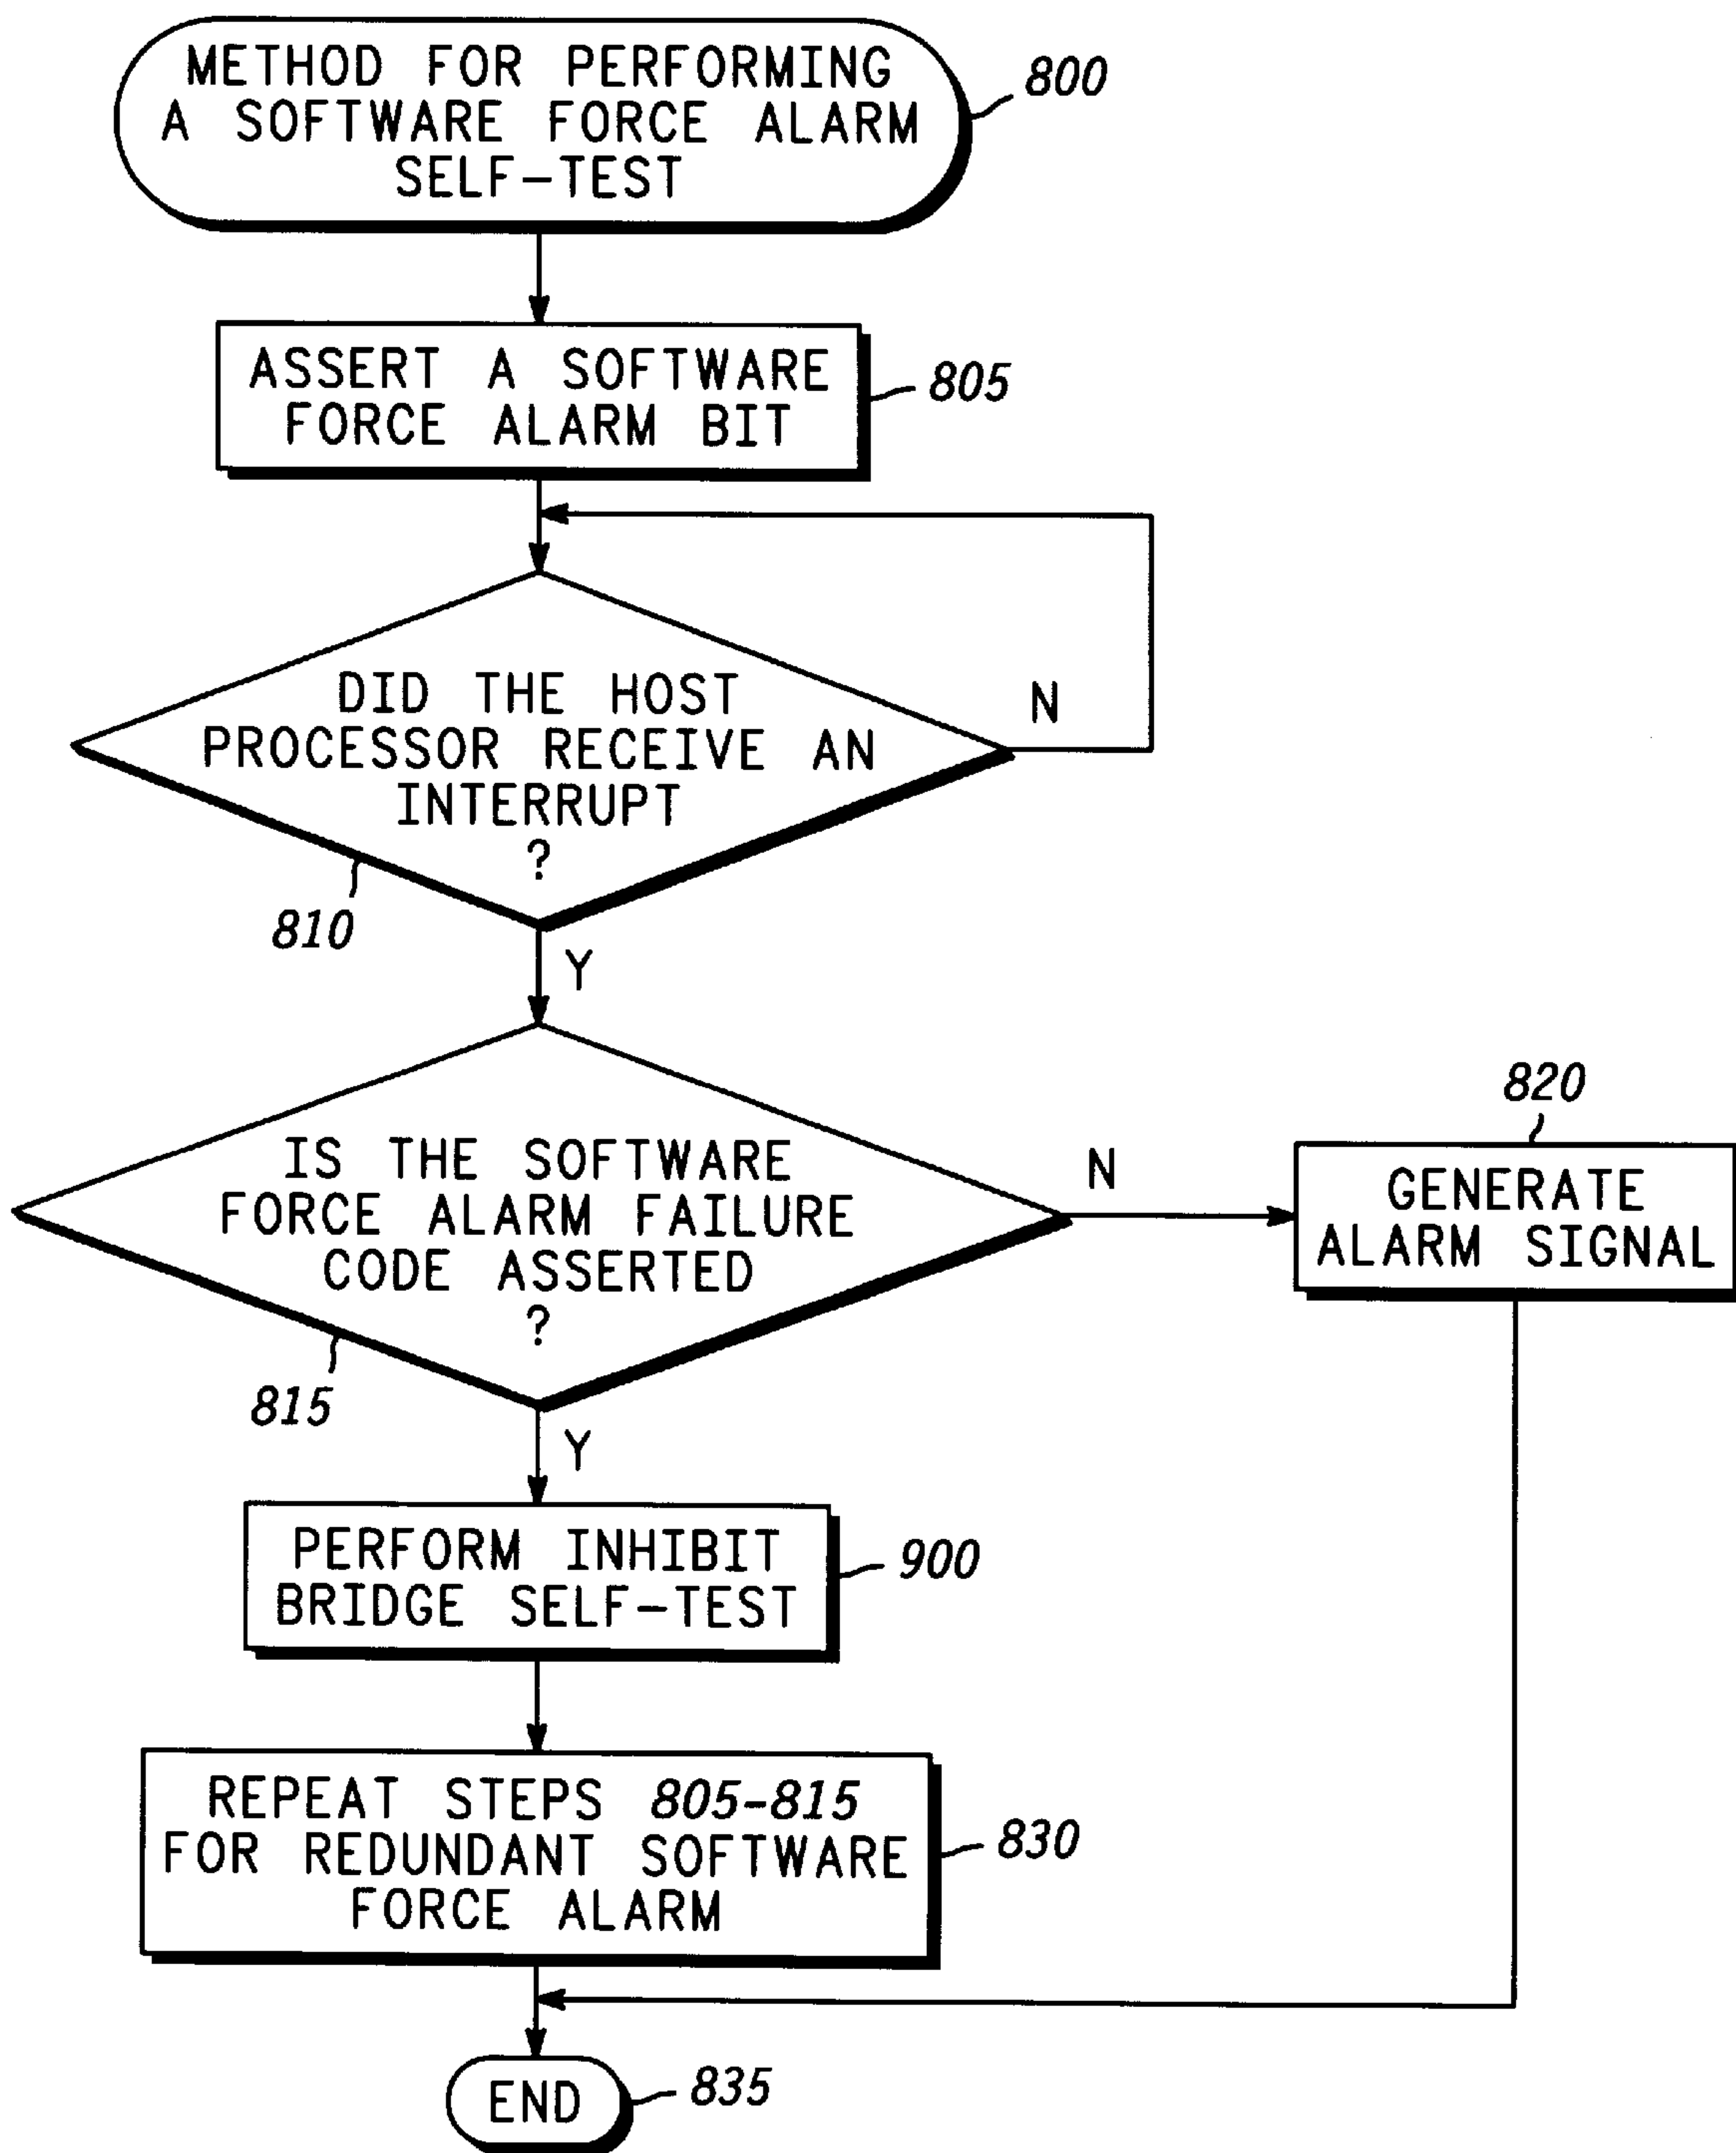 METHOD FOR PERFORMING
A SOFTWARE FORCE ALARM
SELF-TEST
800
ASSERT A SOFTWARE
FORCE ALARM BIT
805
DID THE HOST
PROCESSOR RECEIVE AN
INTERRUPT
?
N
810
Y
IS THE SOFTWARE
FORCE ALARM FAILURE
CODE ASSERTED
?
N
815
820
GENERATE
ALARM SIGNAL
Y
PERFORM INHIBIT
BRIDGE SELF-TEST
900
REPEAT STEPS 805-815
FOR REDUNDANT SOFTWARE
FORCE ALARM
830
END
835